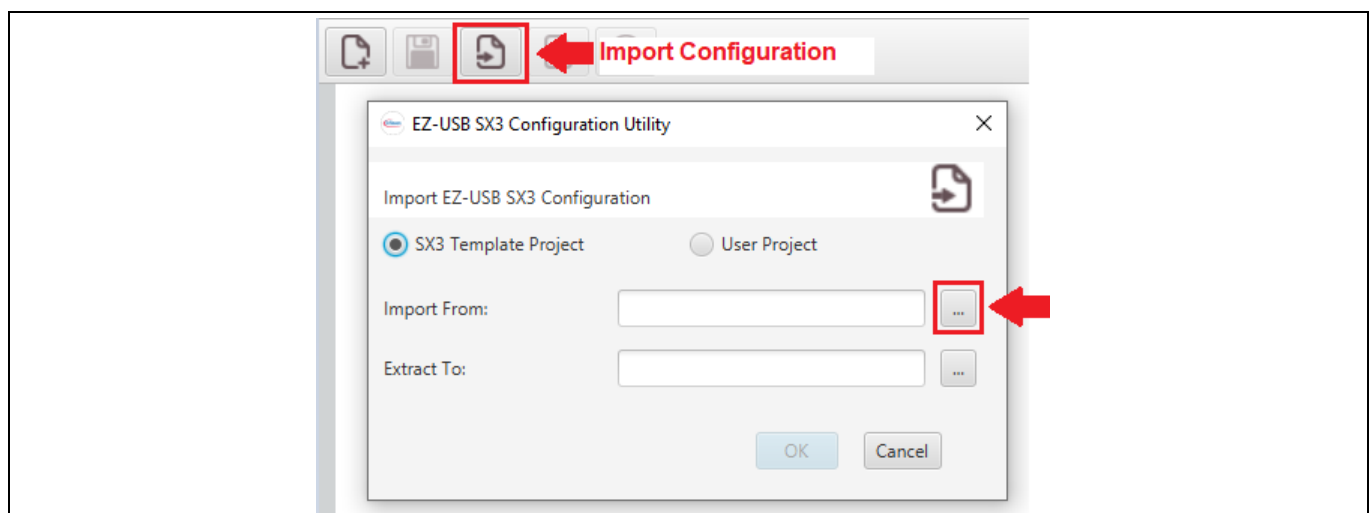 Import Configuration
EZ-USB SX3 Configuration Utility
Import EZ-USB SX3 Configuration
SX3 Template Project User Project
Import From: ...
Extract To: ...
OK Cancel